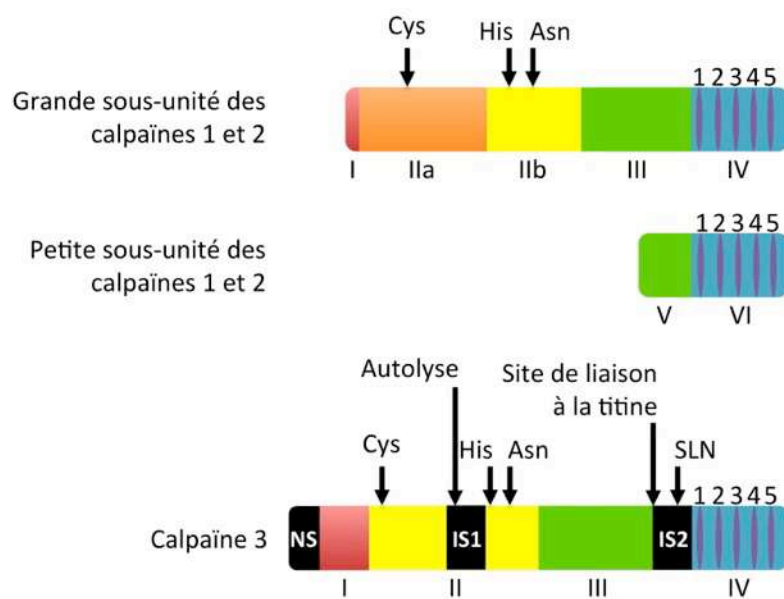 Cys
His Asn
1 2 3 4 5
Grande sous-unité des
calpaïnes 1 et 2
I IIa IIb III IV
1 2 3 4 5
Petite sous-unité des
calpaïnes 1 et 2
V VI
Autolyse
Site de liaison
à la titine
Cys His Asn SLN
1 2 3 4 5
Calpaïne 3
NS IS1 IS2
I II III IV